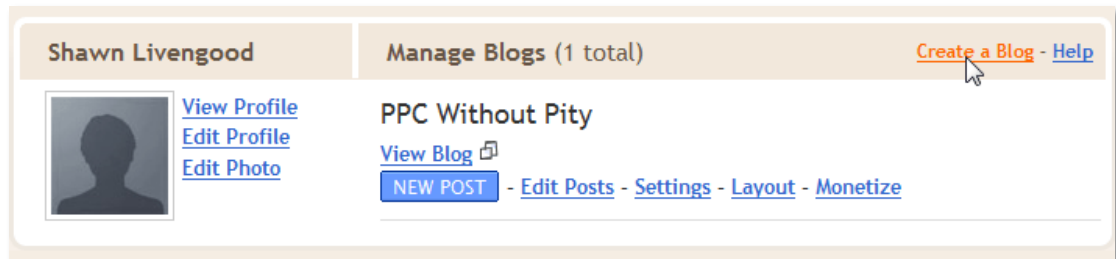 Shawn Livengood
Manage Blogs (1 total)
Create a Blog - Help
View Profile
Edit Profile
Edit Photo
PPC Without Pity
View Blog
NEW POST - Edit Posts - Settings - Layout - Monetize